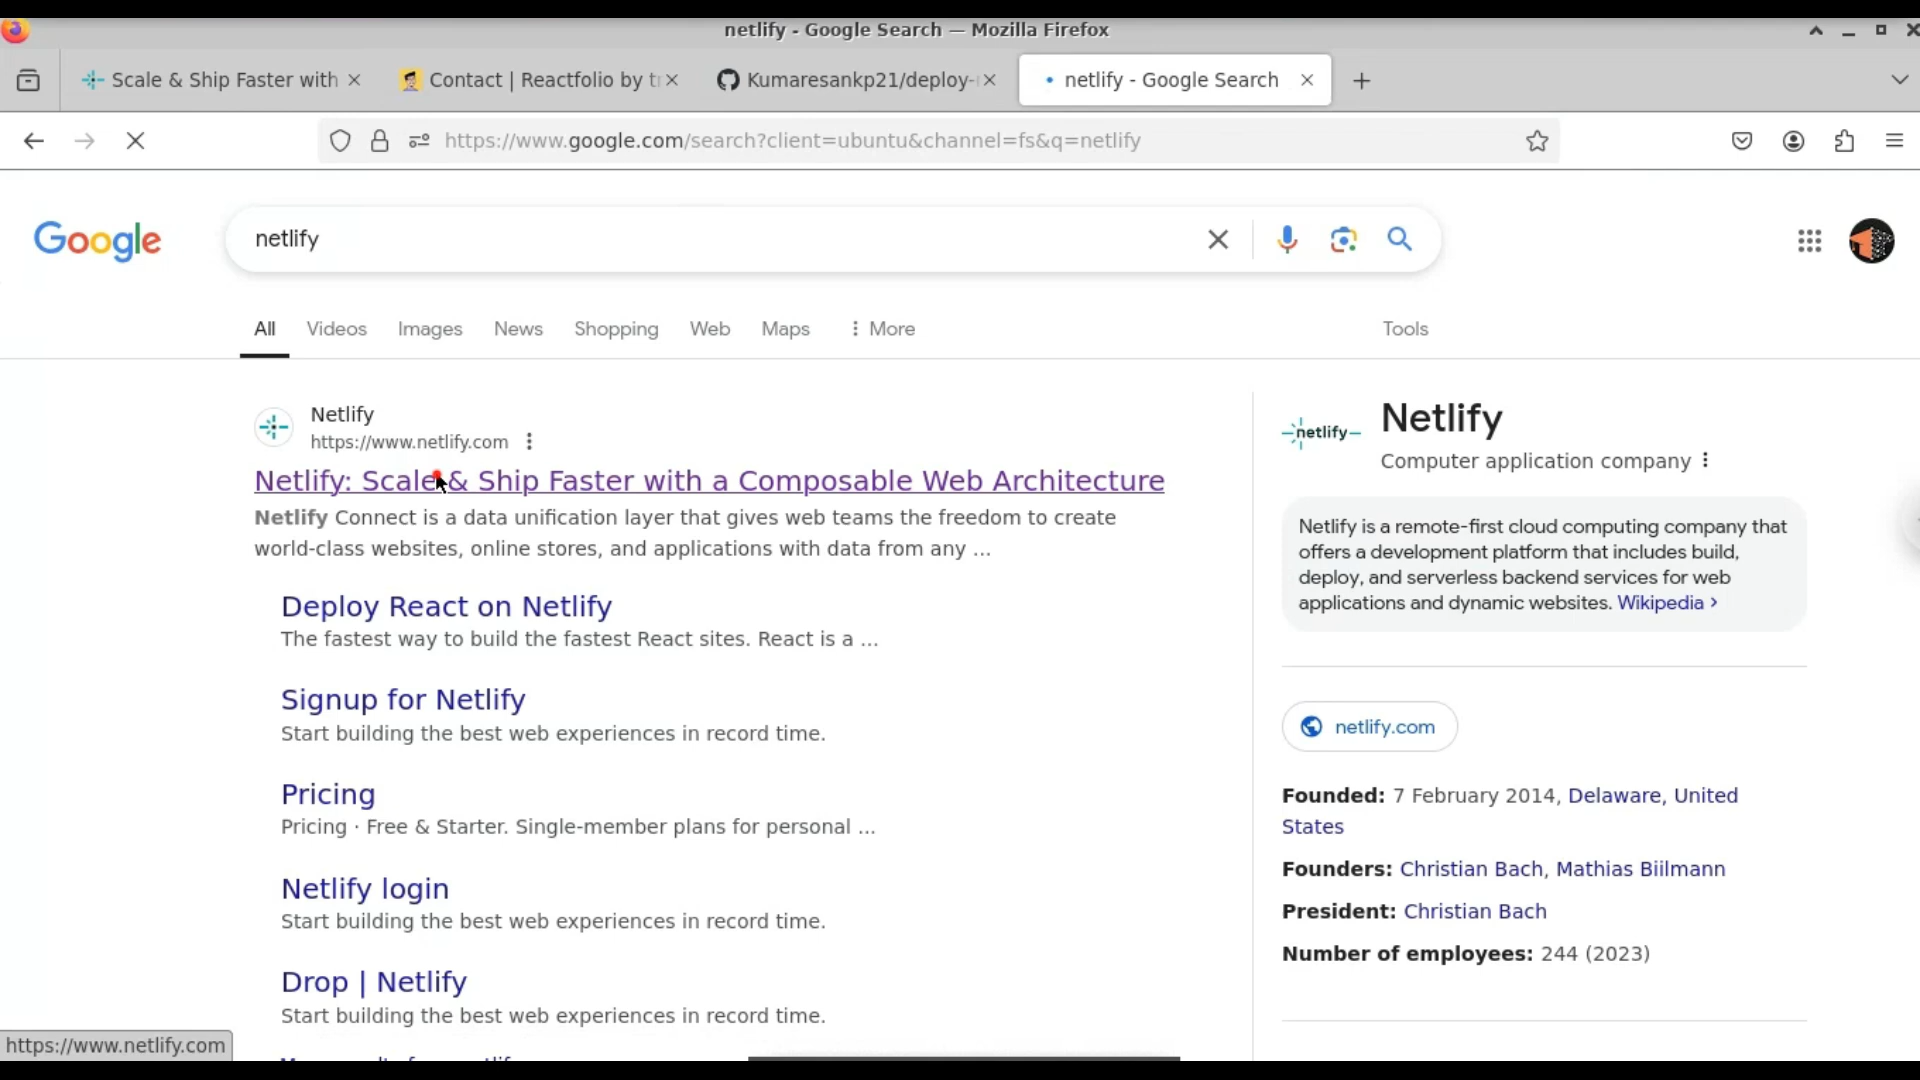 netlify - Google Search — Mozilla Firefox
Scale & Ship Faster with
Contact | Reactfolio by tr
Kumaresankp21/deploy-
netlify - Google Search
https://www.google.com/search?client=ubuntu&channel=fs&q=netlify
Google
netlify
All
Videos
Images
News
Shopping
Web
Maps
More
Tools
Netlify
https://www.netlify.com
Netlify: Scale & Ship Faster with a Composable Web Architecture
Netlify Connect is a data unification layer that gives web teams the freedom to create
world-class websites, online stores, and applications with data from any ...
Deploy React on Netlify
The fastest way to build the fastest React sites. React is a ...
Signup for Netlify
Start building the best web experiences in record time.
Pricing
Pricing · Free & Starter. Single-member plans for personal ...
Netlify login
Start building the best web experiences in record time.
Drop | Netlify
Start building the best web experiences in record time.
netlify
Netlify
Computer application company
Netlify is a remote-first cloud computing company that
offers a development platform that includes build,
deploy, and serverless backend services for web
applications and dynamic websites. Wikipedia
netlify.com
Founded: 7 February 2014, Delaware, United
States
Founders: Christian Bach, Mathias Biilmann
President: Christian Bach
Number of employees: 244 (2023)
https://www.netlify.com